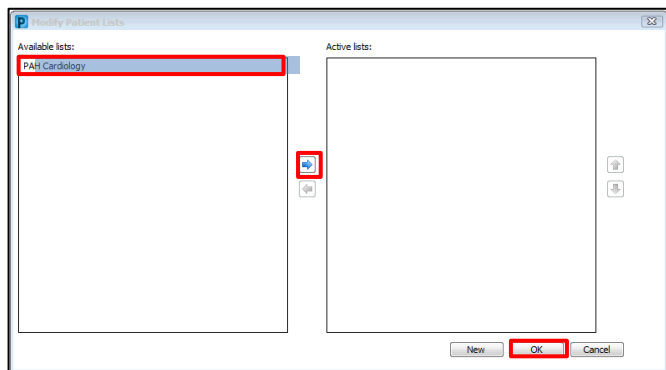 P Modify Patient Lists
Available lists:
Active lists:
PAH Cardiology
New
OK
Cancel